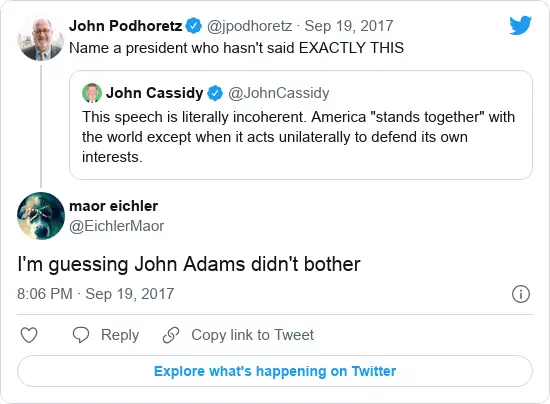 John Podhoretz @jpodhoretz · Sep 19, 2017
Name a president who hasn't said EXACTLY THIS
John Cassidy @JohnCassidy
This speech is literally incoherent. America "stands together" with
the world except when it acts unilaterally to defend its own
interests.
maor eichler
@EichlerMaor
I'm guessing John Adams didn't bother
8:06 PM · Sep 19, 2017
Reply Copy link to Tweet
Explore what's happening on Twitter